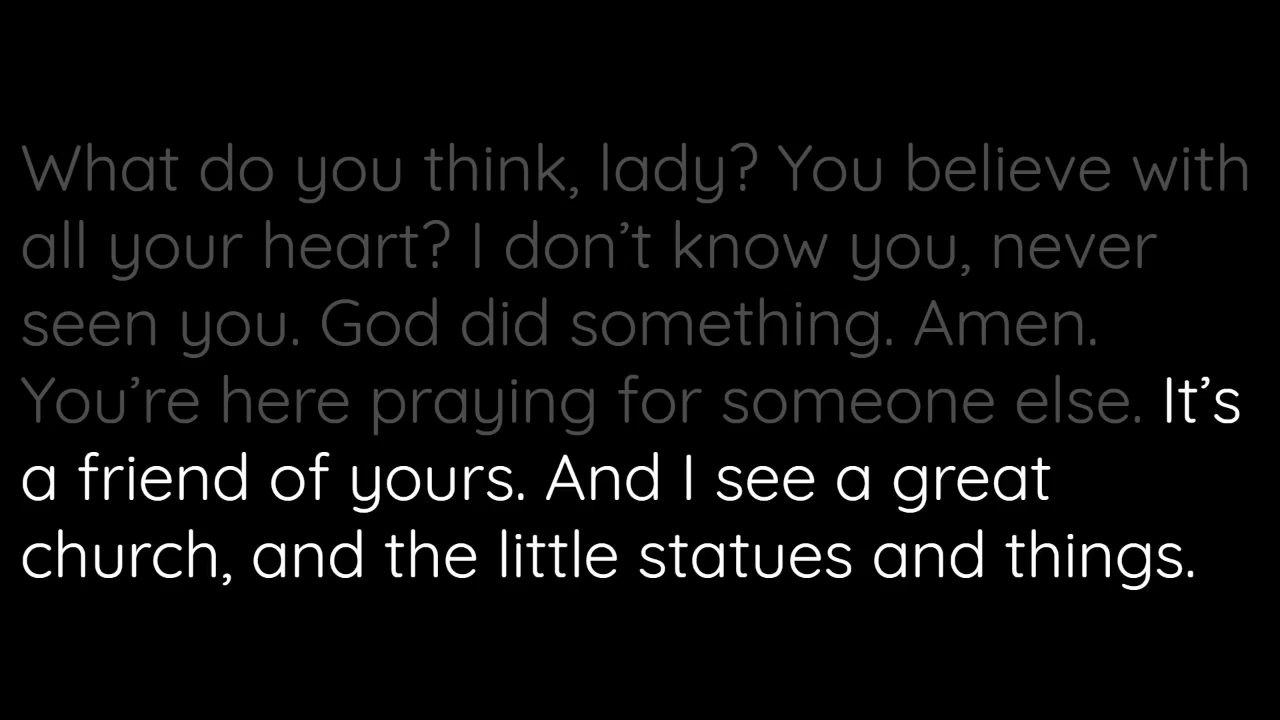 What do you think, lady? You believe with
all your heart? I don’t know you, never
seen you. God did something. Amen.
You’re here praying for someone else. It’s
a friend of yours. And I see a great
church, and the little statues and things.